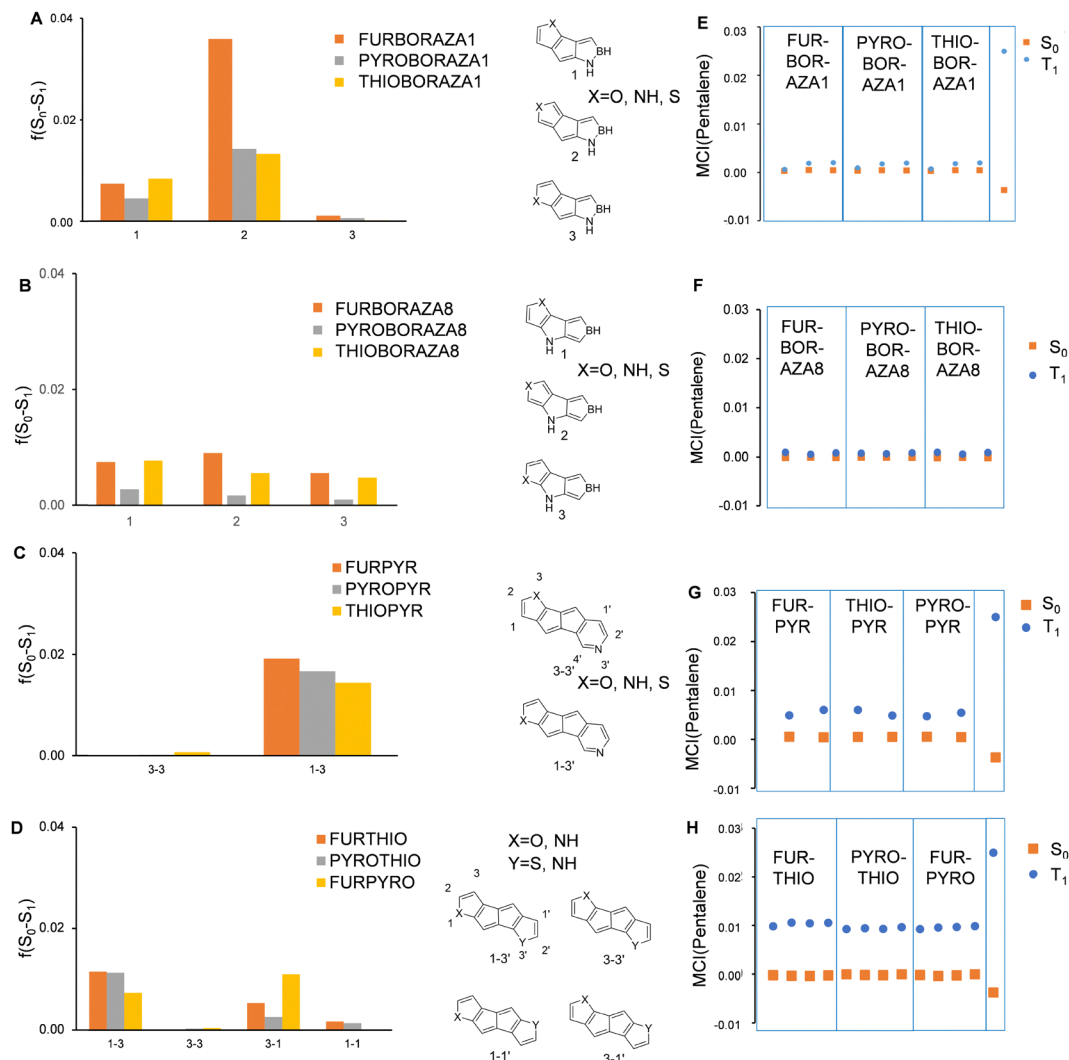 A
0.04
0.02
0.00
f(Sn-S1)
FURBORAZA1
PYROBORAZA1
THIOBORAZA1
1
2
3
X
BH
N
H
1
X=O, NH, S
X
BH
N
H
2
X
BH
N
H
3
E
0.03
0.02
0.01
0.00
-0.01
MCI(Pentalene)
FUR-
BOR-
AZA1
PYRO-
BOR-
AZA1
THIO-
BOR-
AZA1
S0
T1
B
0.04
0.02
0.00
f(S0-S1)
FURBORAZA8
PYROBORAZA8
THIOBORAZA8
1
2
3
X
BH
N
H
1
X=O, NH, S
X
BH
N
H
2
X
BH
N
H
3
F
0.03
0.02
0.01
0.00
-0.01
MCI(Pentalene)
FUR-
BOR-
AZA8
PYRO-
BOR-
AZA8
THIO-
BOR-
AZA8
S0
T1
C
0.04
0.02
0.00
f(S0-S1)
FURPYR
PYROPYR
THIOPYR
3-3
1-3
3
2
X
1
1'
2'
4'
N
3'
3-3'
X=O, NH, S
X
N
1-3'
G
0.03
0.02
0.01
0.00
-0.01
MCI(Pentalene)
FUR-
PYR
THIO-
PYR
PYRO-
PYR
S0
T1
D
0.04
0.02
0.00
f(S0-S1)
FURTHIO
PYROTHIO
FURPYRO
1-3
3-3
3-1
1-1
X=O, NH
Y=S, NH
3
2
X
1
1'
Y
3'
2'
1-3'
X
Y
3-3'
X
Y
1-1'
X
Y
3-1'
H
0.03
0.02
0.01
0.00
-0.01
MCI(Pentalene)
FUR-
THIO
PYRO-
THIO
FUR-
PYRO
S0
T1